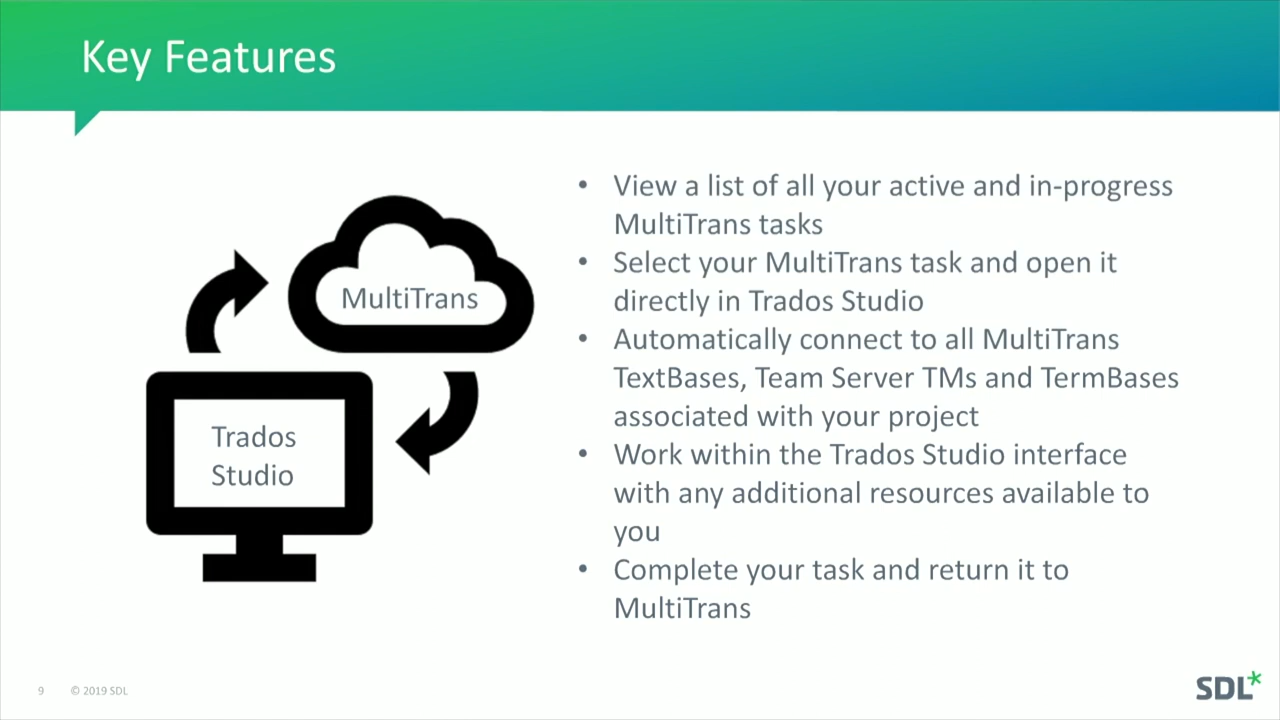 Key Features
MultiTrans
Trados
Studio
• View a list of all your active and in-progress
MultiTrans tasks
• Select your MultiTrans task and open it
directly in Trados Studio
• Automatically connect to all MultiTrans
TextBases, Team Server TMs and TermBases
associated with your project
• Work within the Trados Studio interface
with any additional resources available to
you
• Complete your task and return it to
MultiTrans
9 © 2019 SDL
SDL*